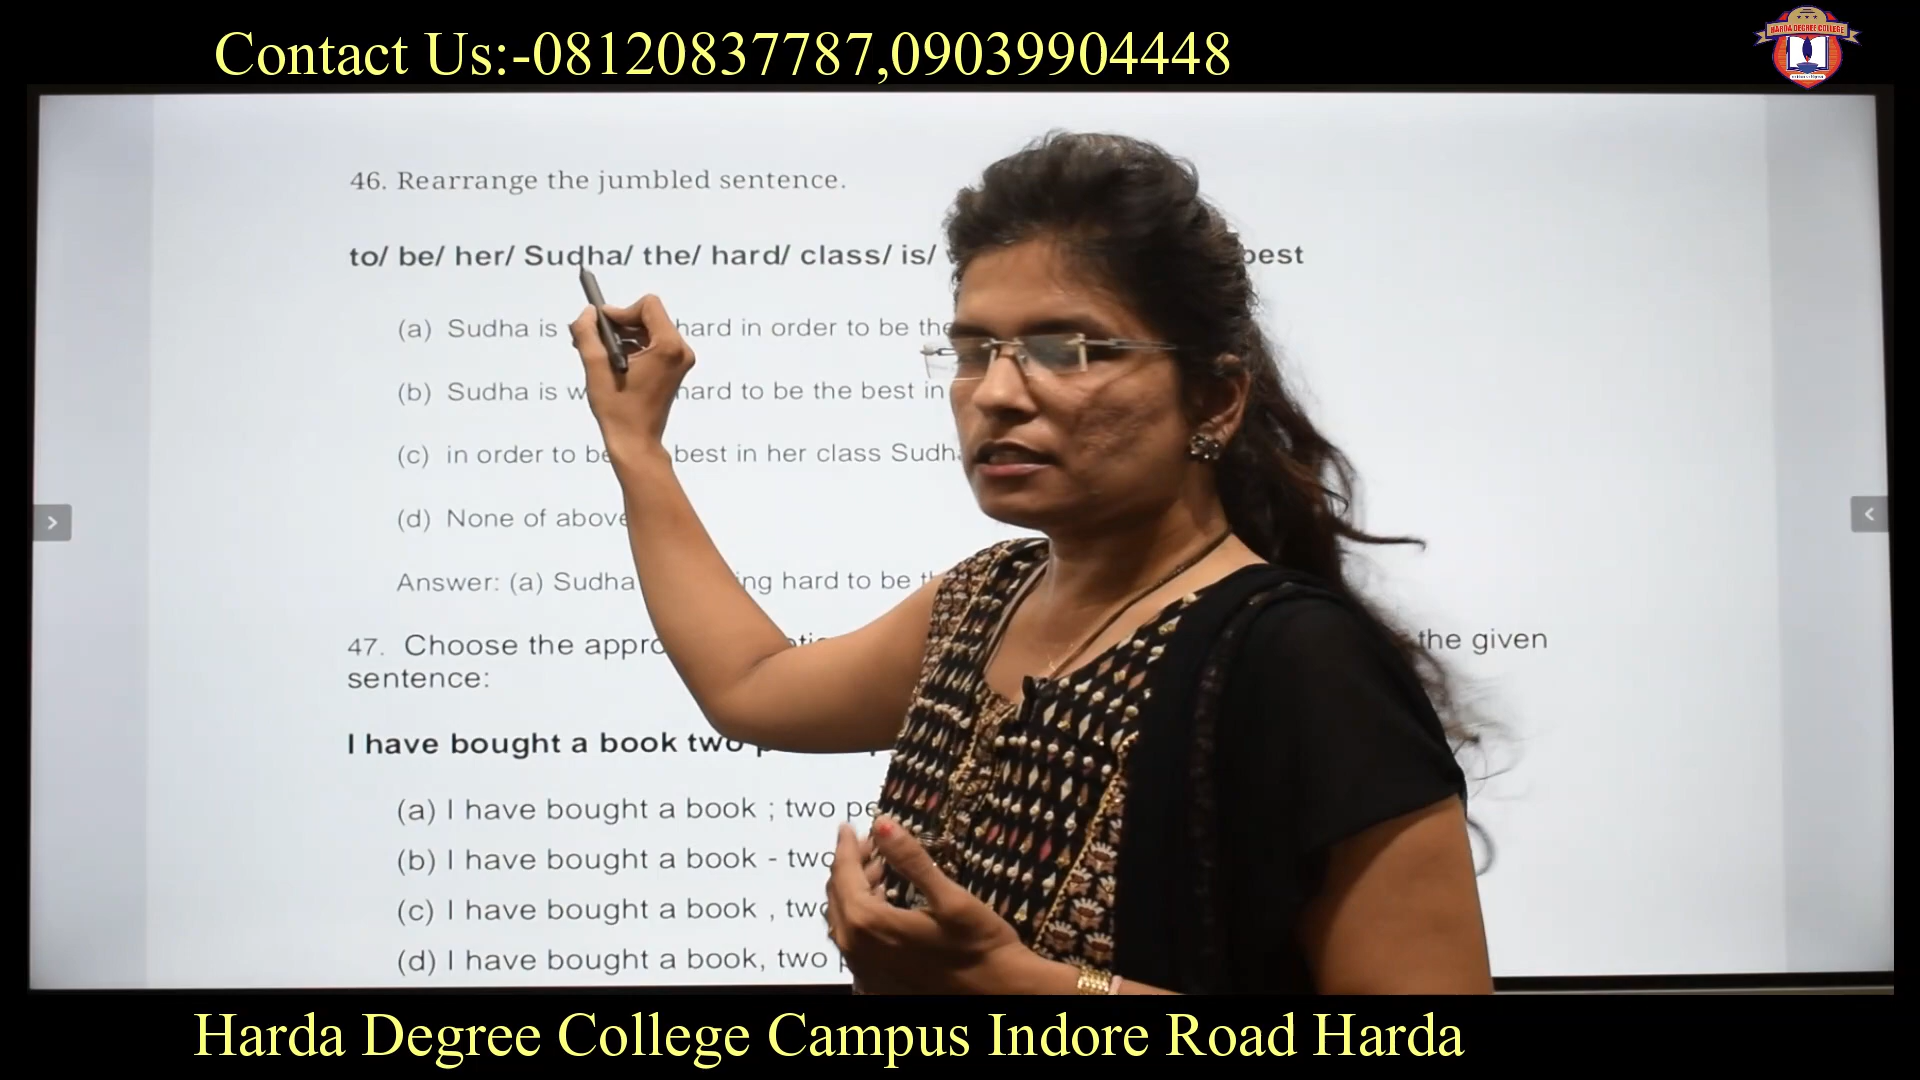 Contact Us:-08120837787,09039904448
HARDA DEGREE COLLEGE
46. Rearrange the jumbled sentence.
to/ be/ her/ Sudha/ the/ hard/ class/ is/ best
(a) Sudha is hard in order to be the
(b) Sudha is hard to be the best in
(c) in order to be best in her class Sudha
(d) None of above
Answer: (a) Sudha hard to be
47. Choose the the given
sentence:
I have bought a book two
(a) I have bought a book ; two
(b) I have bought a book - two
(c) I have bought a book , two
(d) I have bought a book, two
Harda Degree College Campus Indore Road Harda